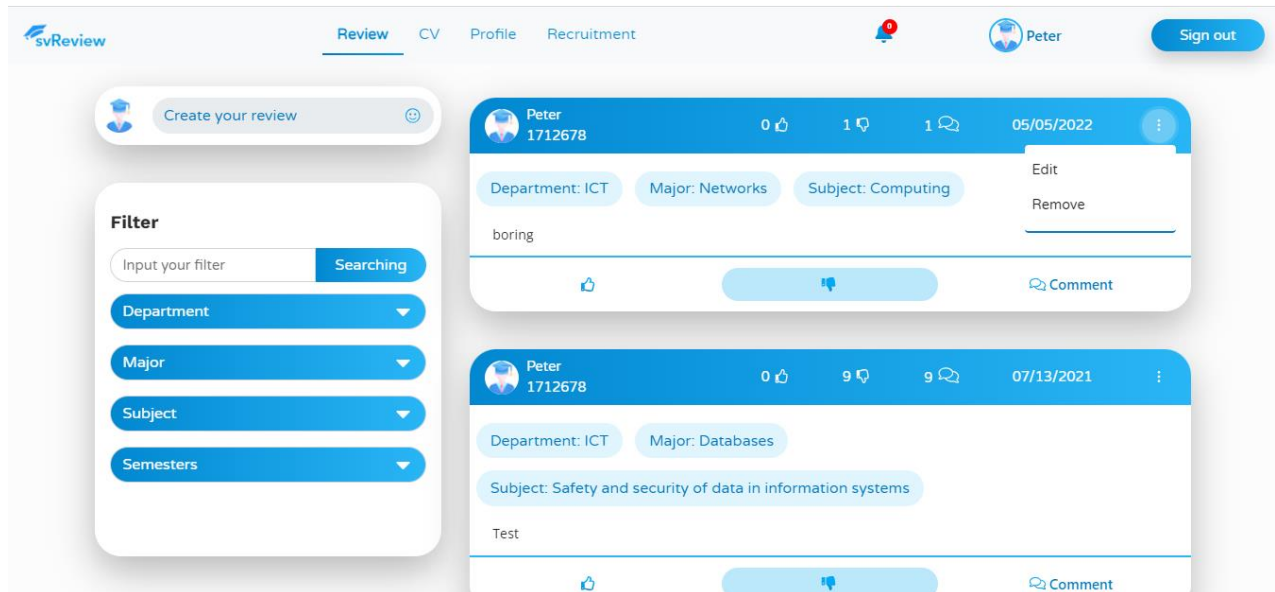 svReview
Review CV Profile Recruitment
0
Peter
Sign out
Create your review
Filter
Input your filter
Searching
Department
Major
Subject
Semesters
Peter
1712678
0 1 1 05/05/2022
Edit
Remove
Department: ICT Major: Networks Subject: Computing
boring
Comment
Peter
1712678
0 9 9 07/13/2021
Department: ICT Major: Databases
Subject: Safety and security of data in information systems
Test
Comment